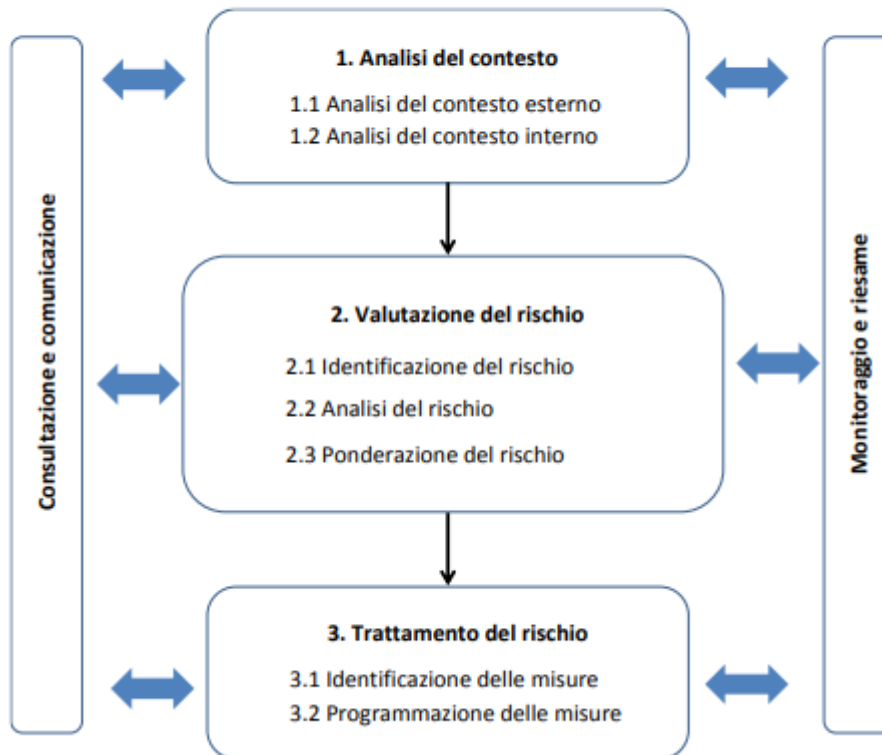 Consultazione e comunicazione
1. Analisi del contesto
1.1 Analisi del contesto esterno
1.2 Analisi del contesto interno
2. Valutazione del rischio
2.1 Identificazione del rischio
2.2 Analisi del rischio
2.3 Ponderazione del rischio
3. Trattamento del rischio
3.1 Identificazione delle misure
3.2 Programmazione delle misure
Monitoraggio e riesame